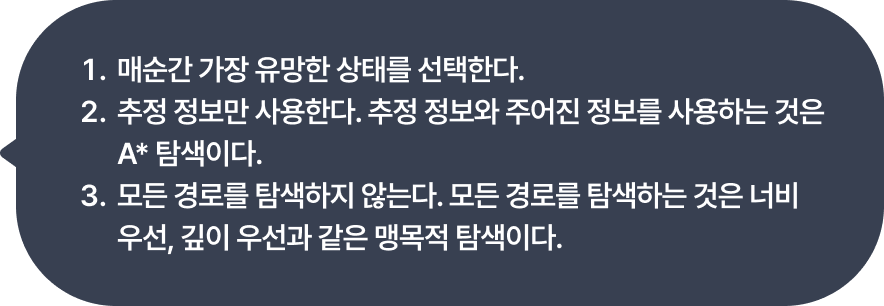 1. 매순간 가장 유망한 상태를 선택한다.
2. 추정 정보만 사용한다. 추정 정보와 주어진 정보를 사용하는 것은
A* 탐색이다.
3. 모든 경로를 탐색하지 않는다. 모든 경로를 탐색하는 것은 너비
우선, 깊이 우선과 같은 맹목적 탐색이다.